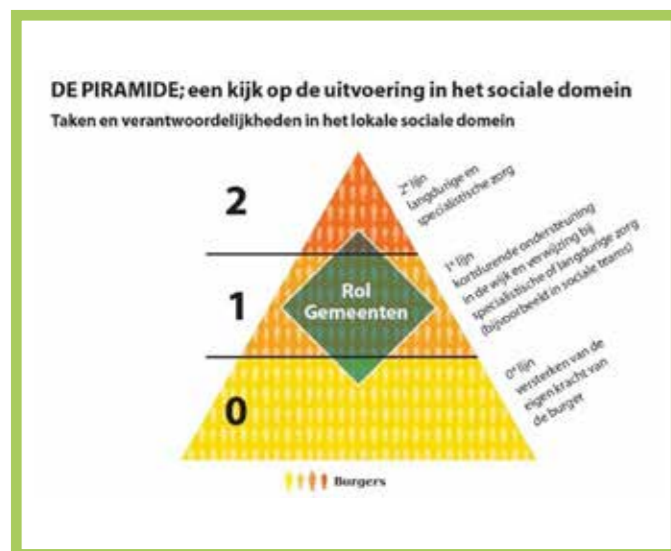 DE PIRAMIDE; een kijk op de uitvoering in het sociale domein
Taken en verantwoordelijkheden in het lokale sociale domein
2
2e lijn
langdurige en
specialistische zorg
1
Rol
Gemeenten
1e lijn
kortdurende ondersteuning
in de wijk en verwijzing bij
specialistische of langdurige zorg
(bijvoorbeeld in sociale teams)
0
0e lijn
versterken van de
eigen kracht van
de burger
Burgers